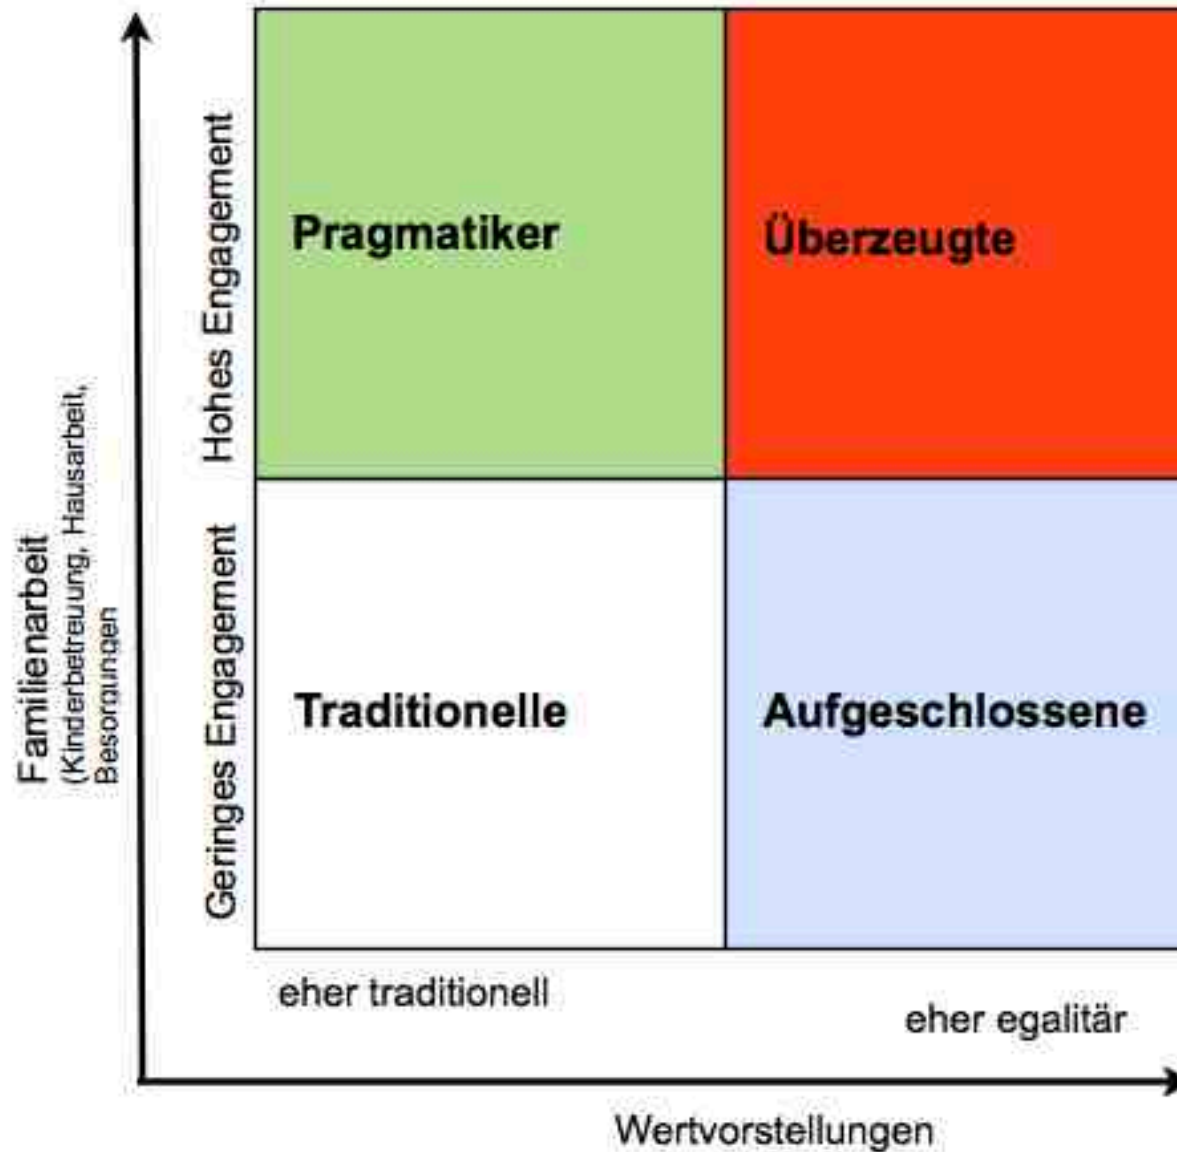 Familienarbeit
(Kinderbetreuung, Hausarbeit,
Besorgungen
Hohes Engagement
Geringes Engagement
Pragmatiker
Überzeugte
Traditionelle
Aufgeschlossene
eher traditionell
eher egalitär
Wertvorstellungen